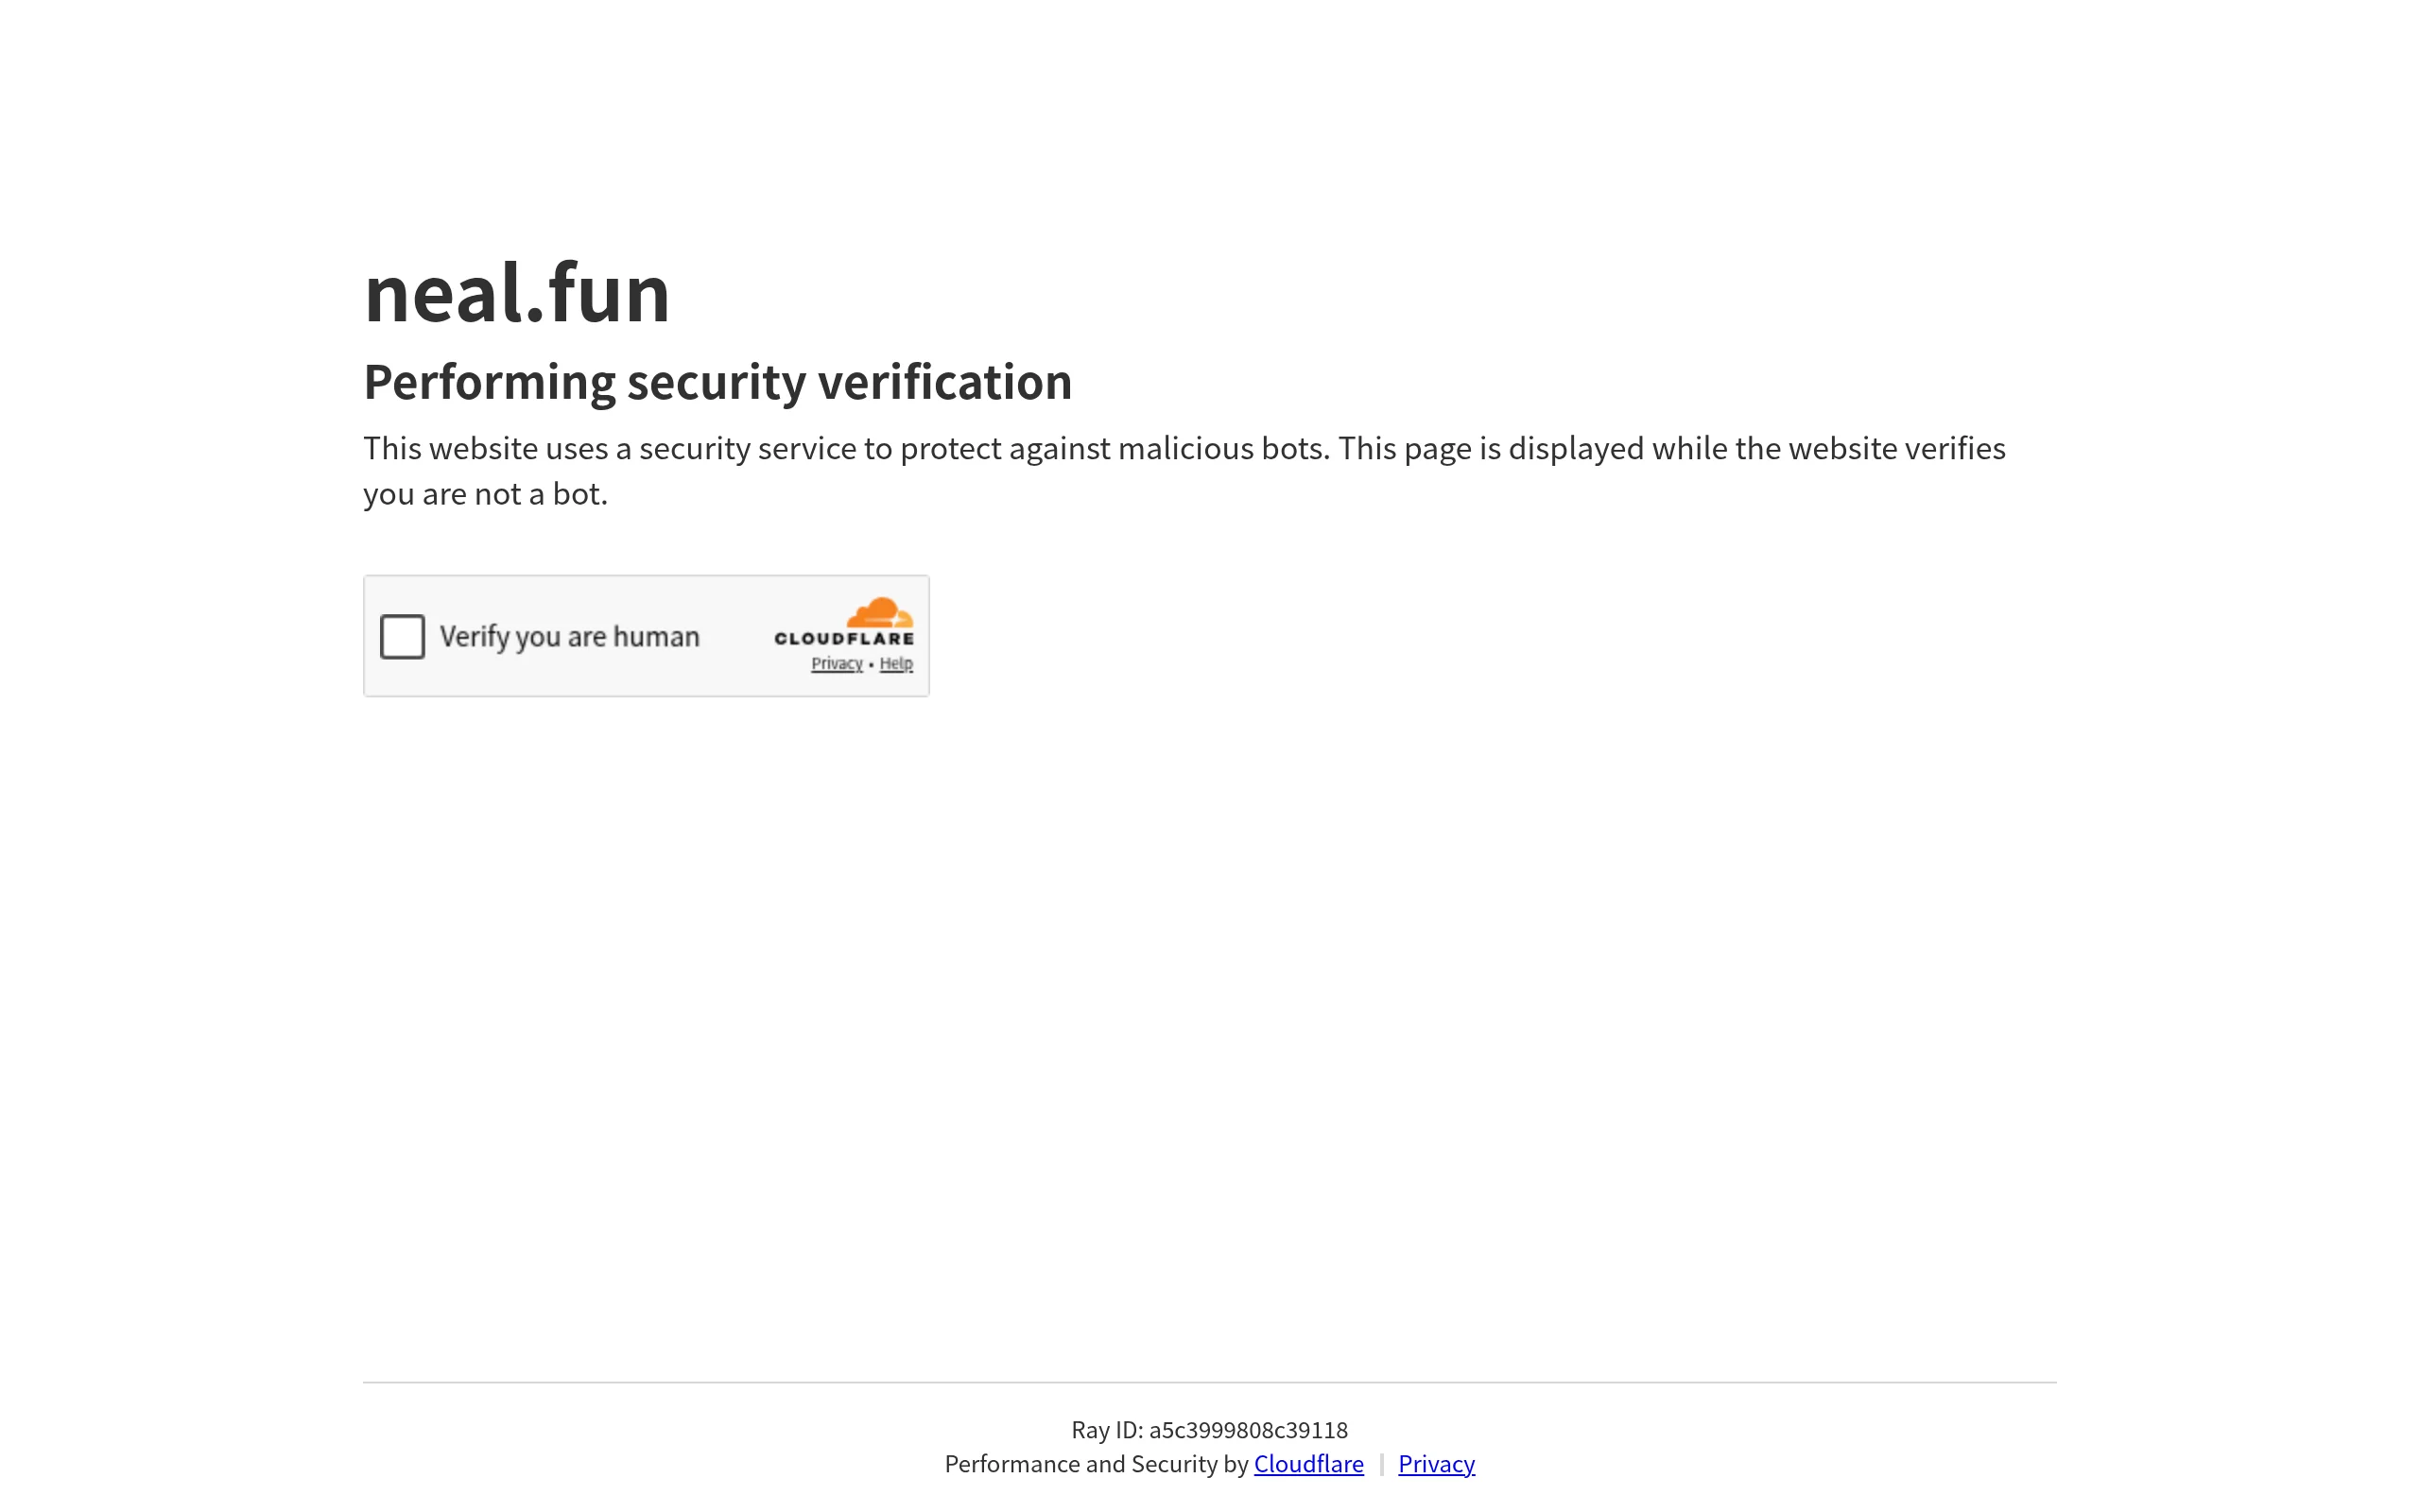 neal.fun
Performing security verification
This website uses a security service to protect against malicious bots. This page is displayed while the website verifies
you are not a bot.
Verify you are human
CLOUDFLARE
Privacy • Help
Ray ID: a5c3999808c39118
Performance and Security by Cloudflare | Privacy